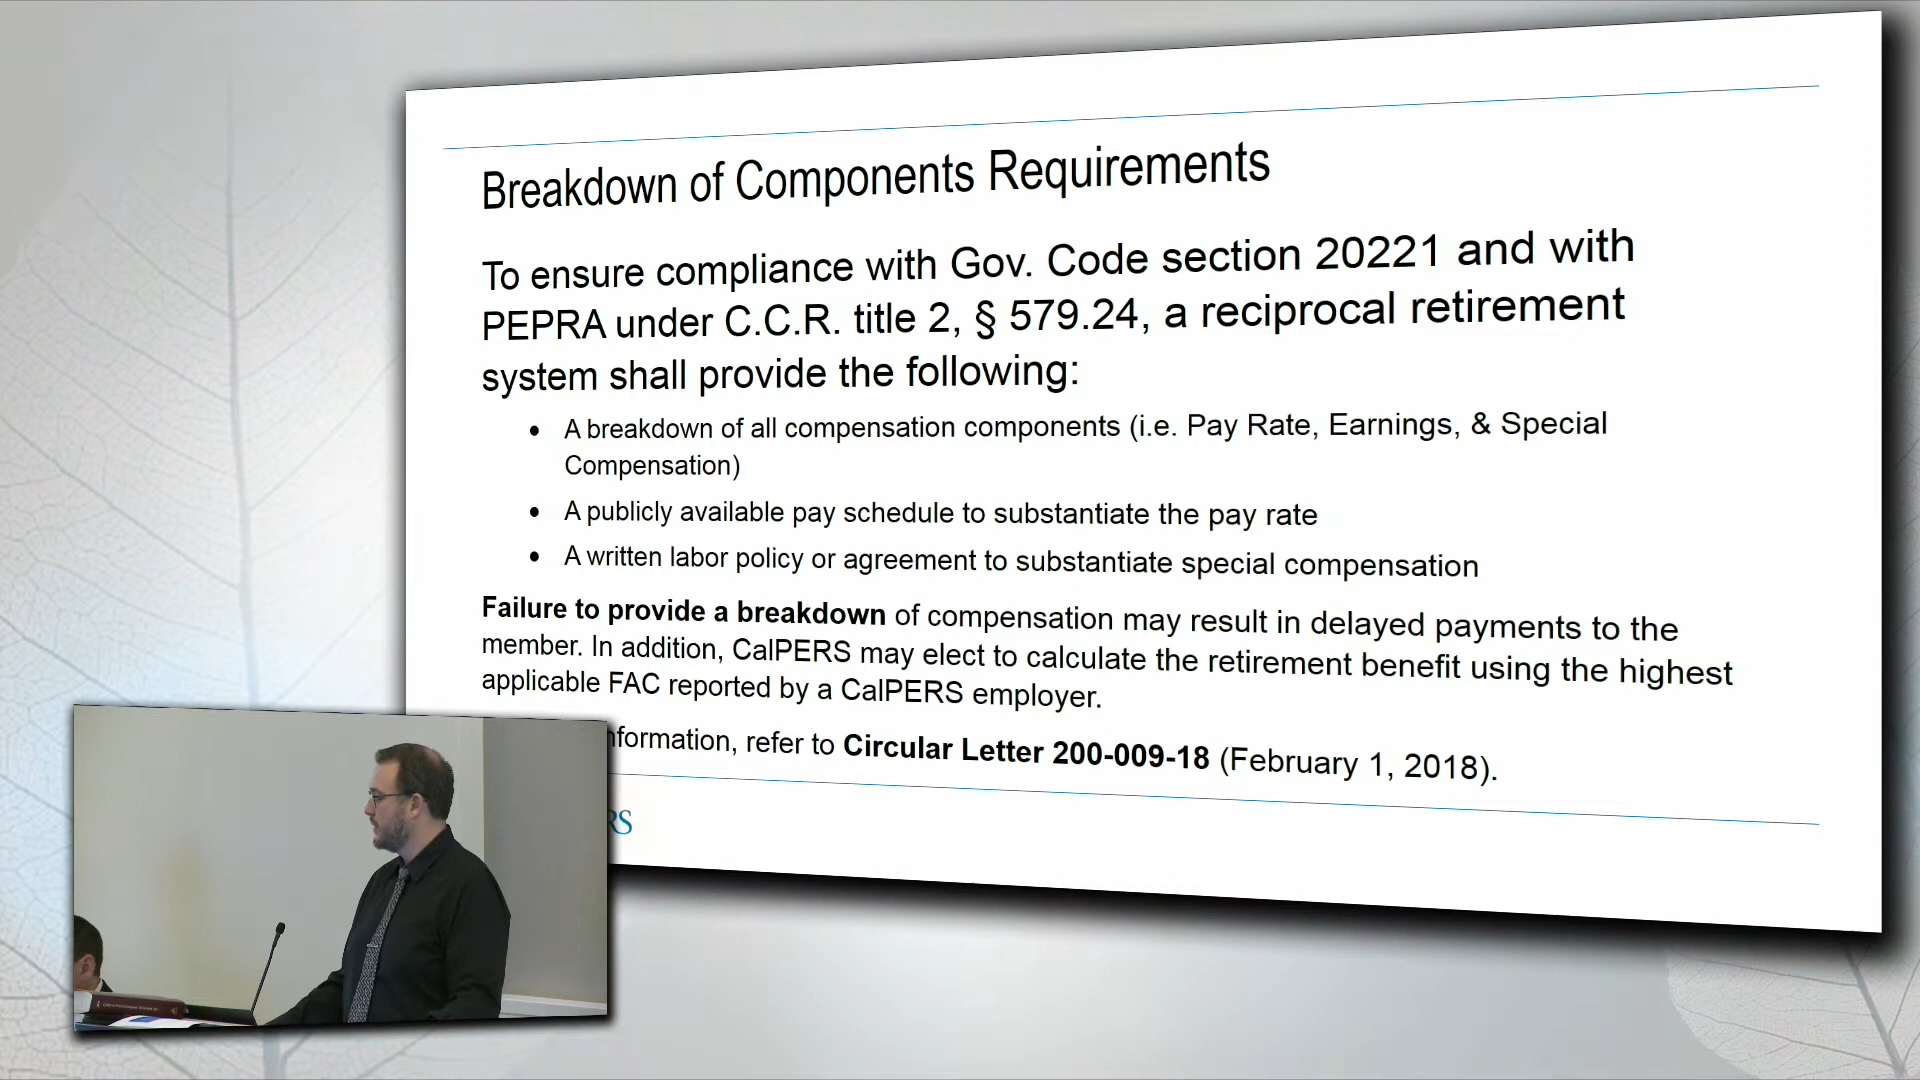 Breakdown of Components Requirements
To ensure compliance with Gov. Code section 20221 and with
PEPRA under C.C.R. title 2, § 579.24, a reciprocal retirement
system shall provide the following:
• A breakdown of all compensation components (i.e. Pay Rate, Earnings, & Special
Compensation)
• A publicly available pay schedule to substantiate the pay rate
• A written labor policy or agreement to substantiate special compensation
Failure to provide a breakdown of compensation may result in delayed payments to the
member. In addition, CalPERS may elect to calculate the retirement benefit using the highest
applicable FAC reported by a CalPERS employer.
nformation, refer to Circular Letter 200-009-18 (February 1, 2018).
RS